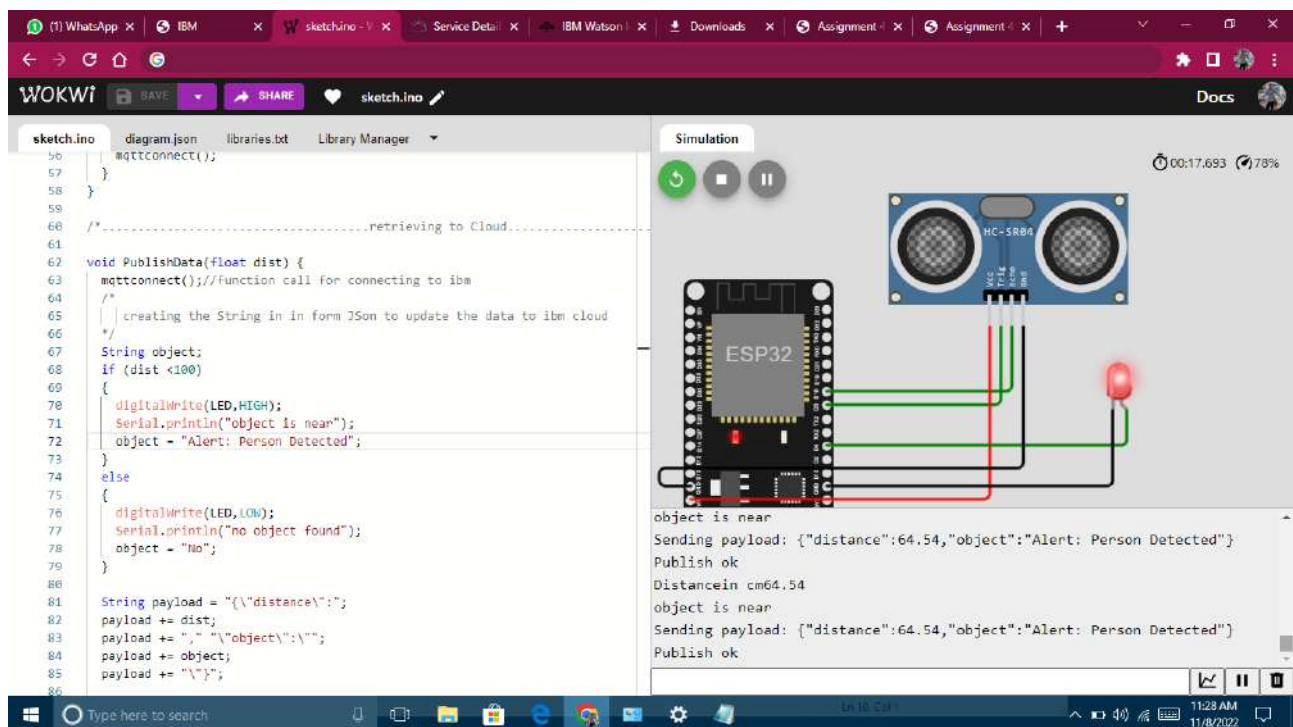 (1) WhatsApp
IBM
sketch.ino - W
Service Detail
IBM Watson
Downloads
Assignment
Assignment
WOKWi
SAVE
SHARE
sketch.ino
Docs
sketch.ino
diagram.json
libraries.txt
Library Manager
Simulation
00:17.693
78%
56 mqttconnect();
57 }
58 }
59
60 /*.............................................retrieving to Cloud........................
61
62 void PublishData(float dist) {
63 mqttconnect();//function call for connecting to ibm
64 /*
65 creating the String in in form JSon to update the data to ibm cloud
66 */
67 String object;
68 if (dist <100)
69 {
70 digitalWrite(LED,HIGH);
71 Serial.println("object is near");
72 object = "Alert: Person Detected";
73 }
74 else
75 {
76 digitalWrite(LED,LOW);
77 Serial.println("no object found");
78 object = "No";
79 }
80
81 String payload = "{\"distance\":";
82 payload += dist;
83 payload += "," "\"object\":\"";
84 payload += object;
85 payload += "\"}";
86
HC-SR04
Vcc
Trig
Echo
Gnd
ESP32
object is near
Sending payload: {"distance":64.54,"object":"Alert: Person Detected"}
Publish ok
Distancein cm64.54
object is near
Sending payload: {"distance":64.54,"object":"Alert: Person Detected"}
Publish ok
Type here to search
11:28 AM
11/8/2022